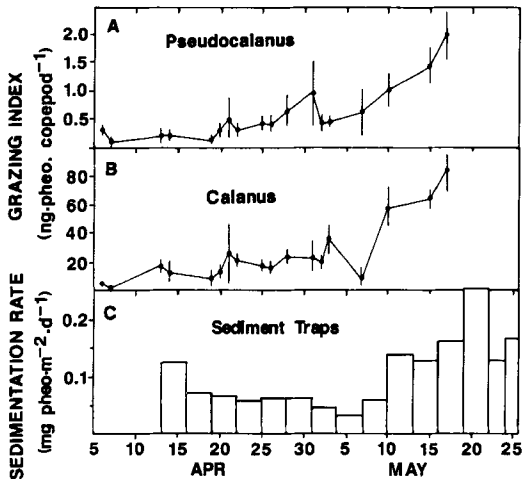 GRAZING INDEX
(ng·pheo. copepod⁻¹)
A
Pseudocalanus
2.0
1.5
1.0
0.5
B
Calanus
80
60
40
20
SEDIMENTATION RATE
(mg pheo·m⁻²·d⁻¹)
C
Sediment Traps
0.2
0.1
5 10 15 20 25 30 5 10 15 20 25
APR MAY